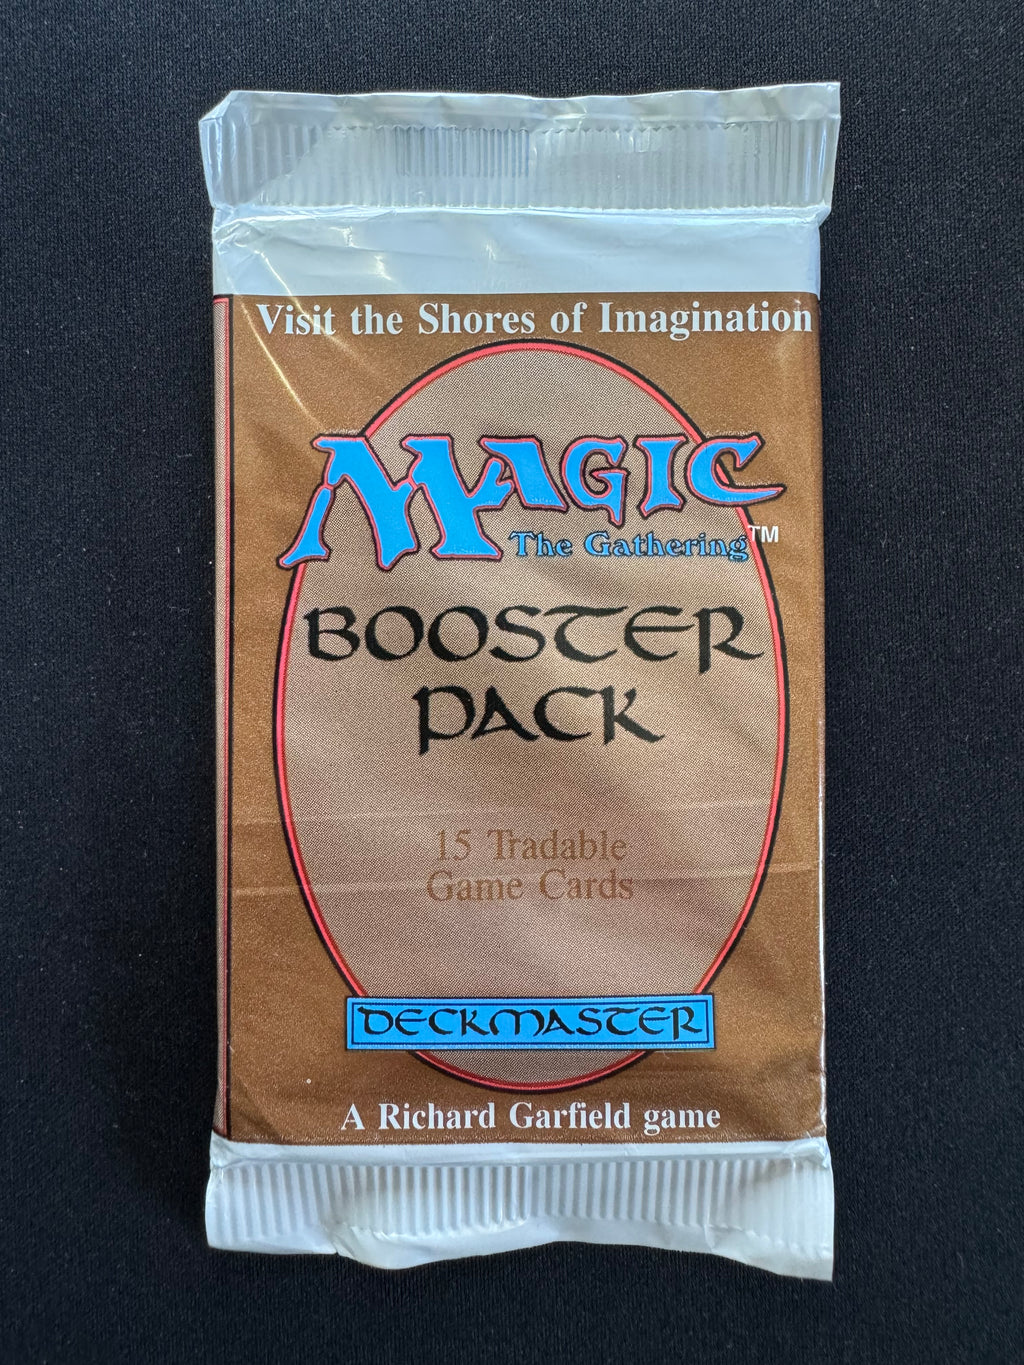 Visit the Shores of Imagination
MAGIC
The Gathering™
BOOSTER
PACK
15 Tradable
Game Cards
DECKMASTER
A Richard Garfield game